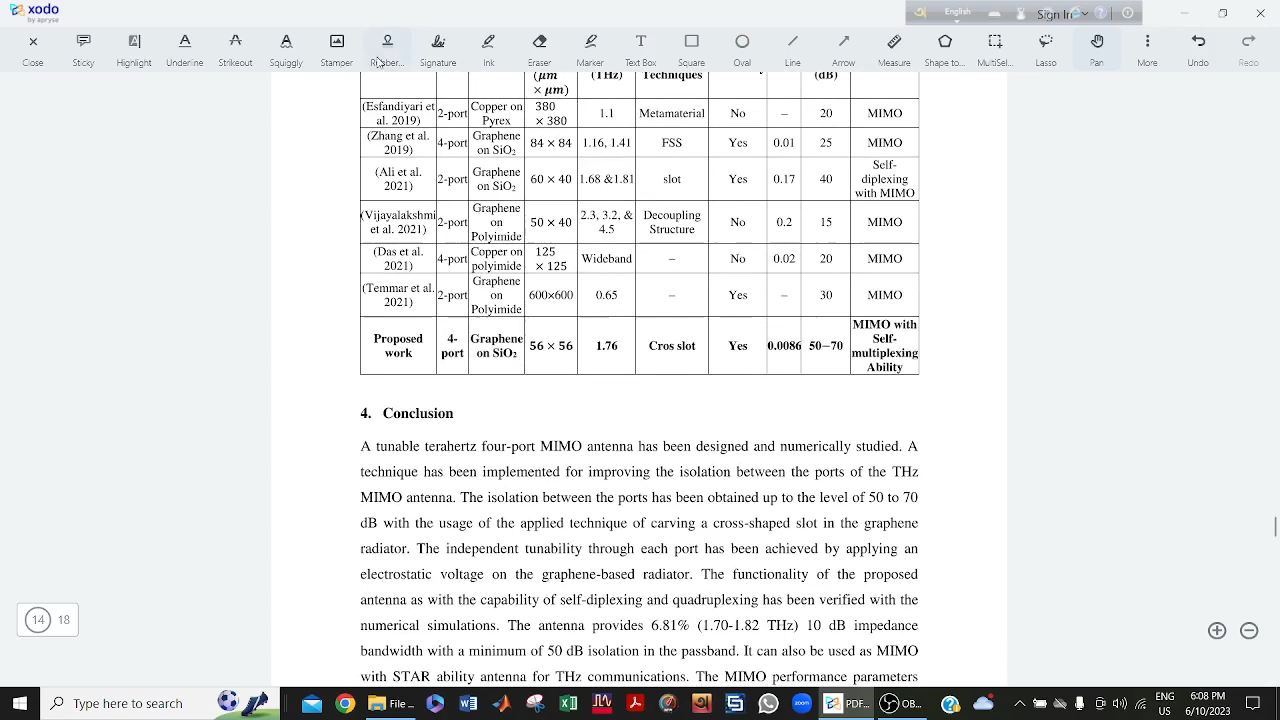 xodo
by apryse
English
Sign In
Close
Sticky
Highlight
Underline
Strikeout
Squiggly
Stamper
Signature
Ink
Eraser
Marker
Text Box
Square
Oval
Line
Arrow
Measure
Shape to...
MultiSel...
Lasso
Pan
More
Undo
Redo
(μm (THz) Techniques (dB)
× μm)
(Esfandiyari et al. 2019) 2-port Copper on Pyrex 380 × 380 1.1 Metamaterial No – 20 MIMO
(Zhang et al. 2019) 4-port Graphene on SiO₂ 84 × 84 1.16, 1.41 FSS Yes 0.01 25 MIMO
(Ali et al. 2021) 2-port Graphene on SiO₂ 60 × 40 1.68 &1.81 slot Yes 0.17 40 Self-diplexing with MIMO
(Vijayalakshmi et al. 2021) 2-port Graphene on Polyimide 50 × 40 2.3, 3.2, & 4.5 Decoupling Structure No 0.2 15 MIMO
(Das et al. 2021) 4-port Copper on polyimide 125 × 125 Wideband – No 0.02 20 MIMO
(Temmar et al. 2021) 2-port Graphene on Polyimide 600×600 0.65 – Yes – 30 MIMO
Proposed work 4-port Graphene on SiO₂ 56 × 56 1.76 Cros slot Yes 0.0086 50−70 MIMO with Self-multiplexing Ability
4. Conclusion
A tunable terahertz four-port MIMO antenna has been designed and numerically studied. A
technique has been implemented for improving the isolation between the ports of the THz
MIMO antenna. The isolation between the ports has been obtained up to the level of 50 to 70
dB with the usage of the applied technique of carving a cross-shaped slot in the graphene
radiator. The independent tunability through each port has been achieved by applying an
electrostatic voltage on the graphene-based radiator. The functionality of the proposed
antenna as with the capability of self-diplexing and quadruplexing has been verified with the
numerical simulations. The antenna provides 6.81% (1.70-1.82 THz) 10 dB impedance
bandwidth with a minimum of 50 dB isolation in the passband. It can also be used as MIMO
with STAR ability antenna for THz communications. The MIMO performance parameters
14 18
Type here to search
File ...
zoom
PDF...
OB...
ENG
US
6:08 PM
6/10/2023